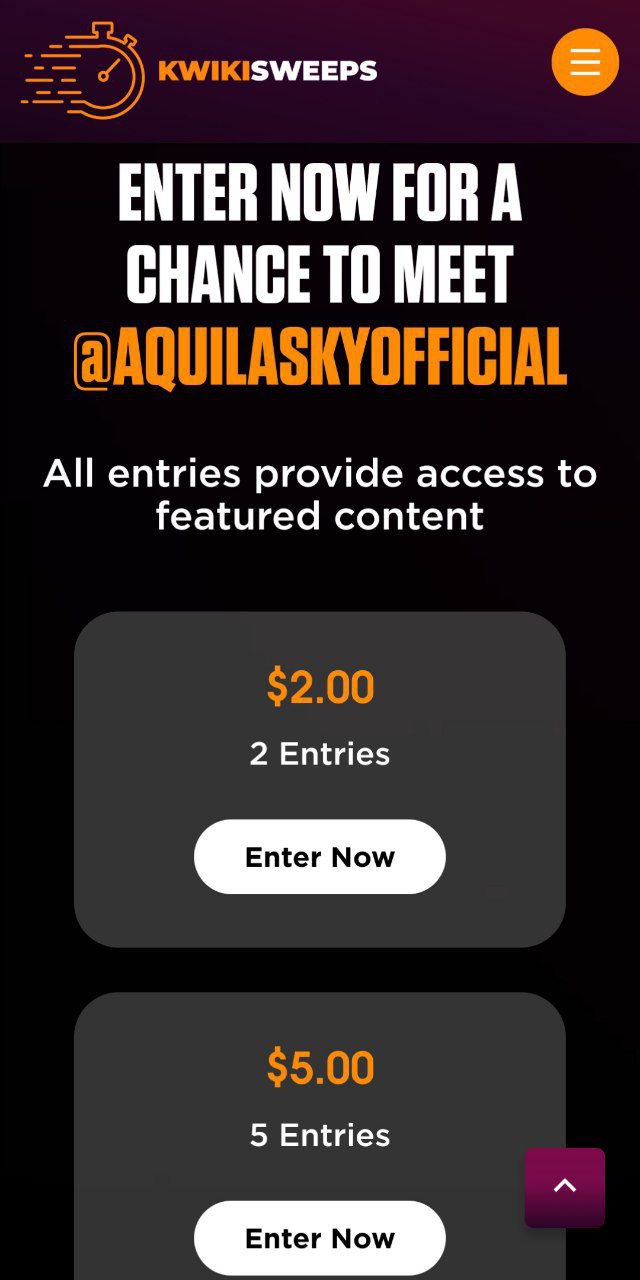 KWIKISWEEPS
ENTER NOW FOR A
CHANCE TO MEET
@AQUILASKYOFFICIAL
All entries provide access to
featured content
$2.00
2 Entries
Enter Now
$5.00
5 Entries
Enter Now